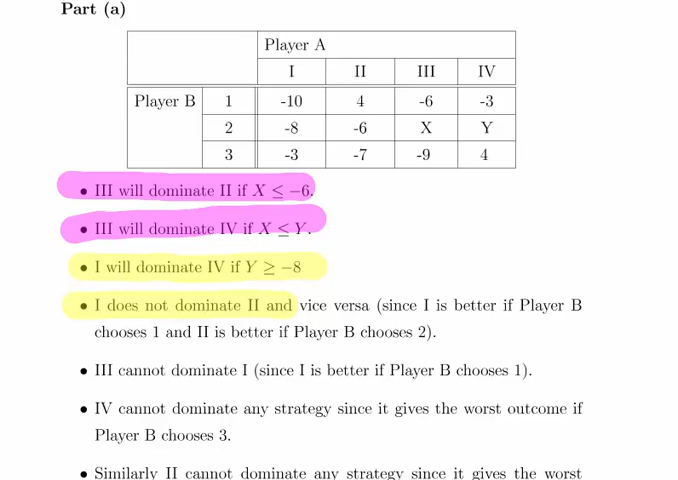 Part (a)
Player A
I II III IV
Player B 1 -10 4 -6 -3
2 -8 -6 X Y
3 -3 -7 -9 4
• III will dominate II if X ≤ −6.
• III will dominate IV if X ≤ Y.
• I will dominate IV if Y ≥ −8
• I does not dominate II and vice versa (since I is better if Player B
chooses 1 and II is better if Player B chooses 2).
• III cannot dominate I (since I is better if Player B chooses 1).
• IV cannot dominate any strategy since it gives the worst outcome if
Player B chooses 3.
• Similarly II cannot dominate any strategy since it gives the worst